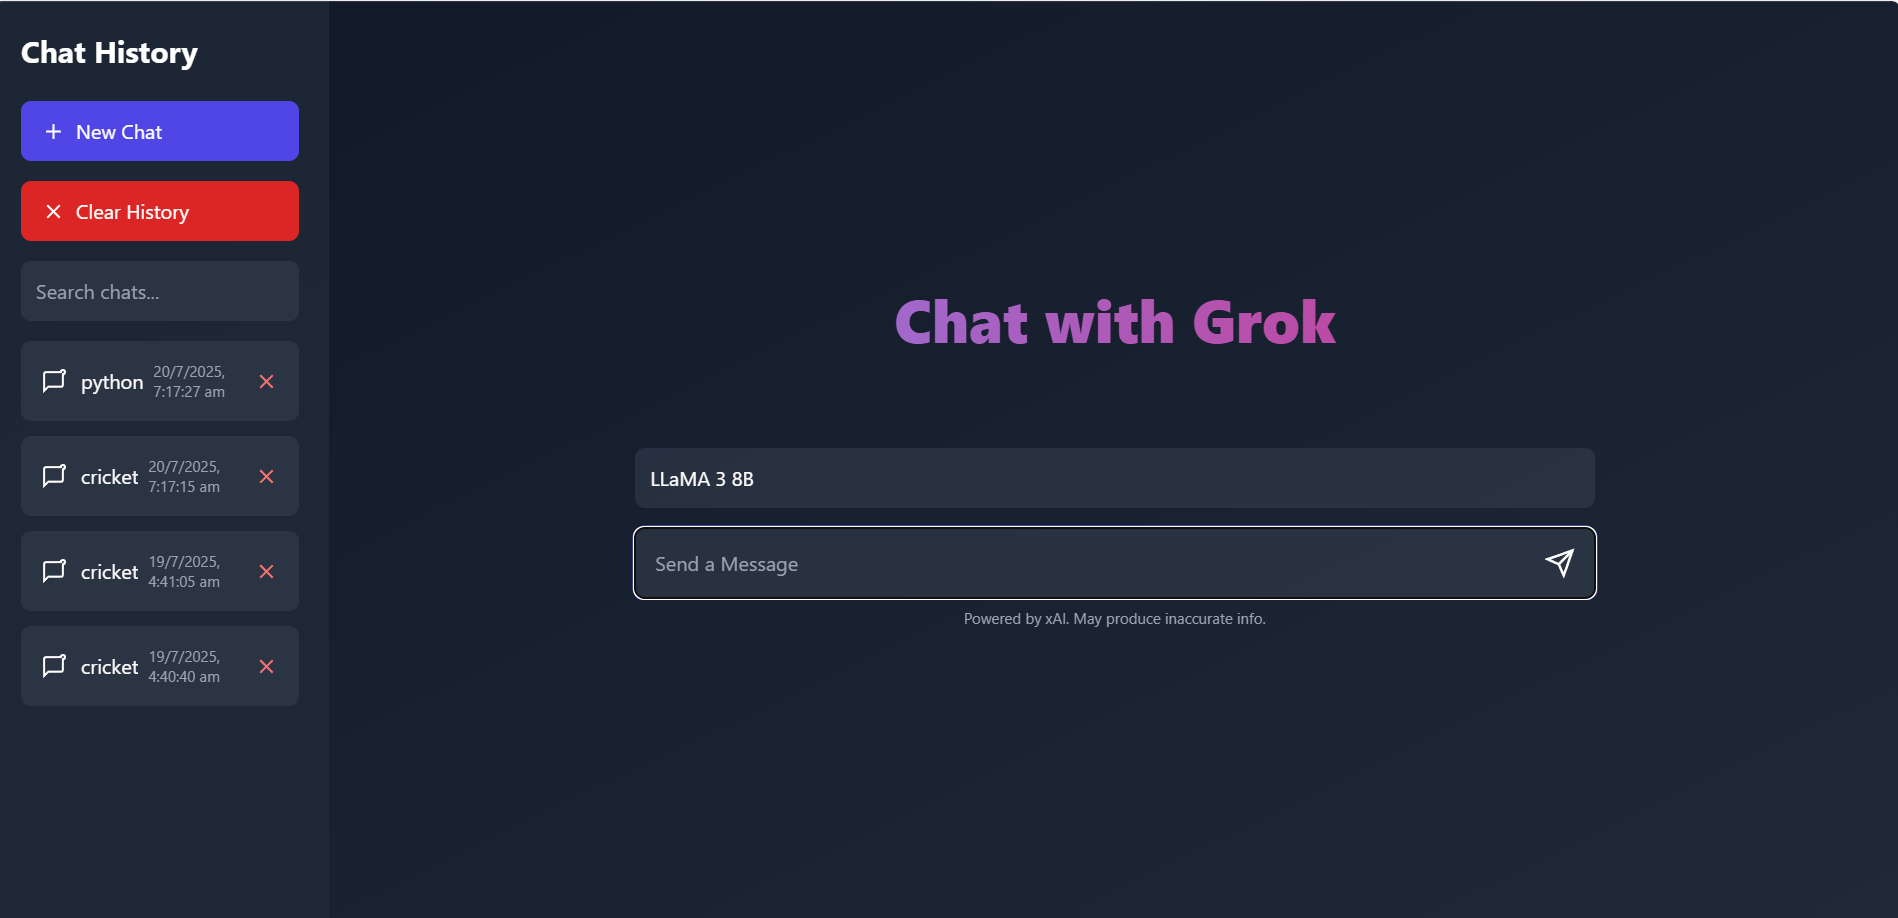 Chat History
New Chat
Clear History
Search chats...
python
20/7/2025,
7:17:27 am
cricket
20/7/2025,
7:17:15 am
cricket
19/7/2025,
4:41:05 am
cricket
19/7/2025,
4:40:40 am
Chat with Grok
LLaMA 3 8B
Send a Message
Powered by xAI. May produce inaccurate info.